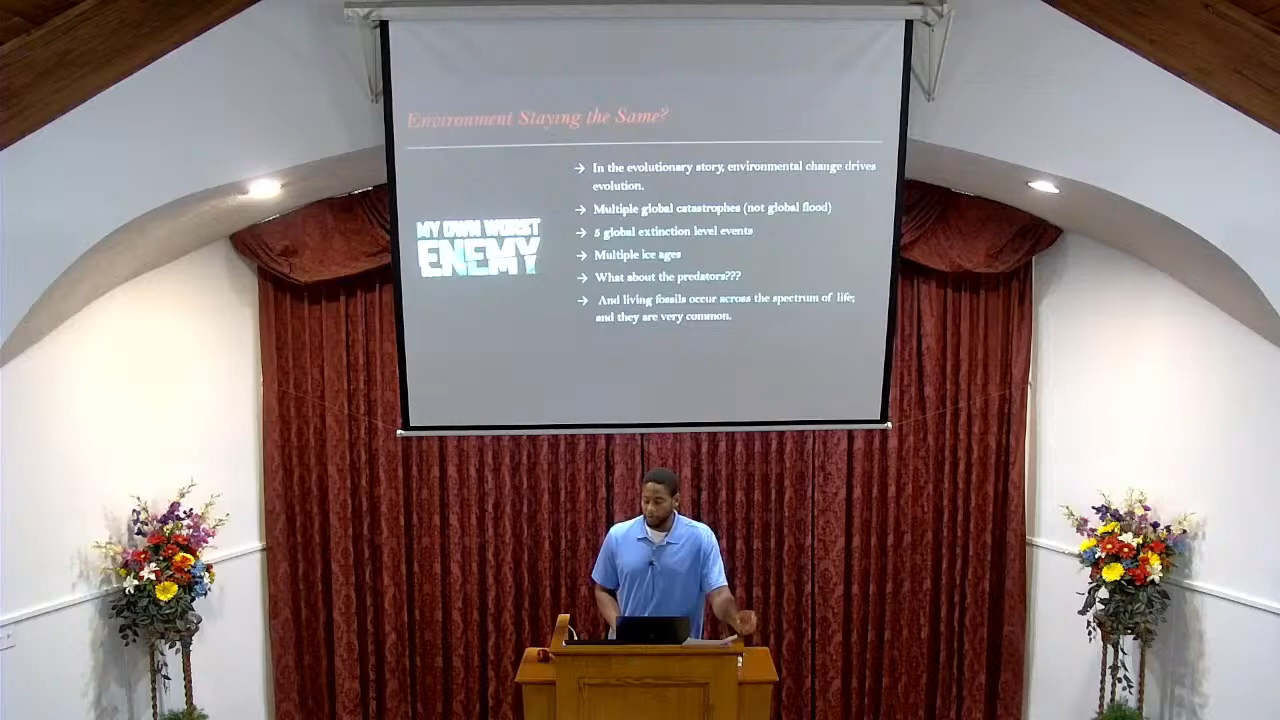 Environment Staying the Same?
→ In the evolutionary story, environmental change drives
evolution.
→ Multiple global catastrophes (not global flood)
MY OWN WORST
ENEMY
→ 5 global extinction level events
→ Multiple ice ages
→ What about the predators???
→ And living fossils occur across the spectrum of life;
and they are very common.